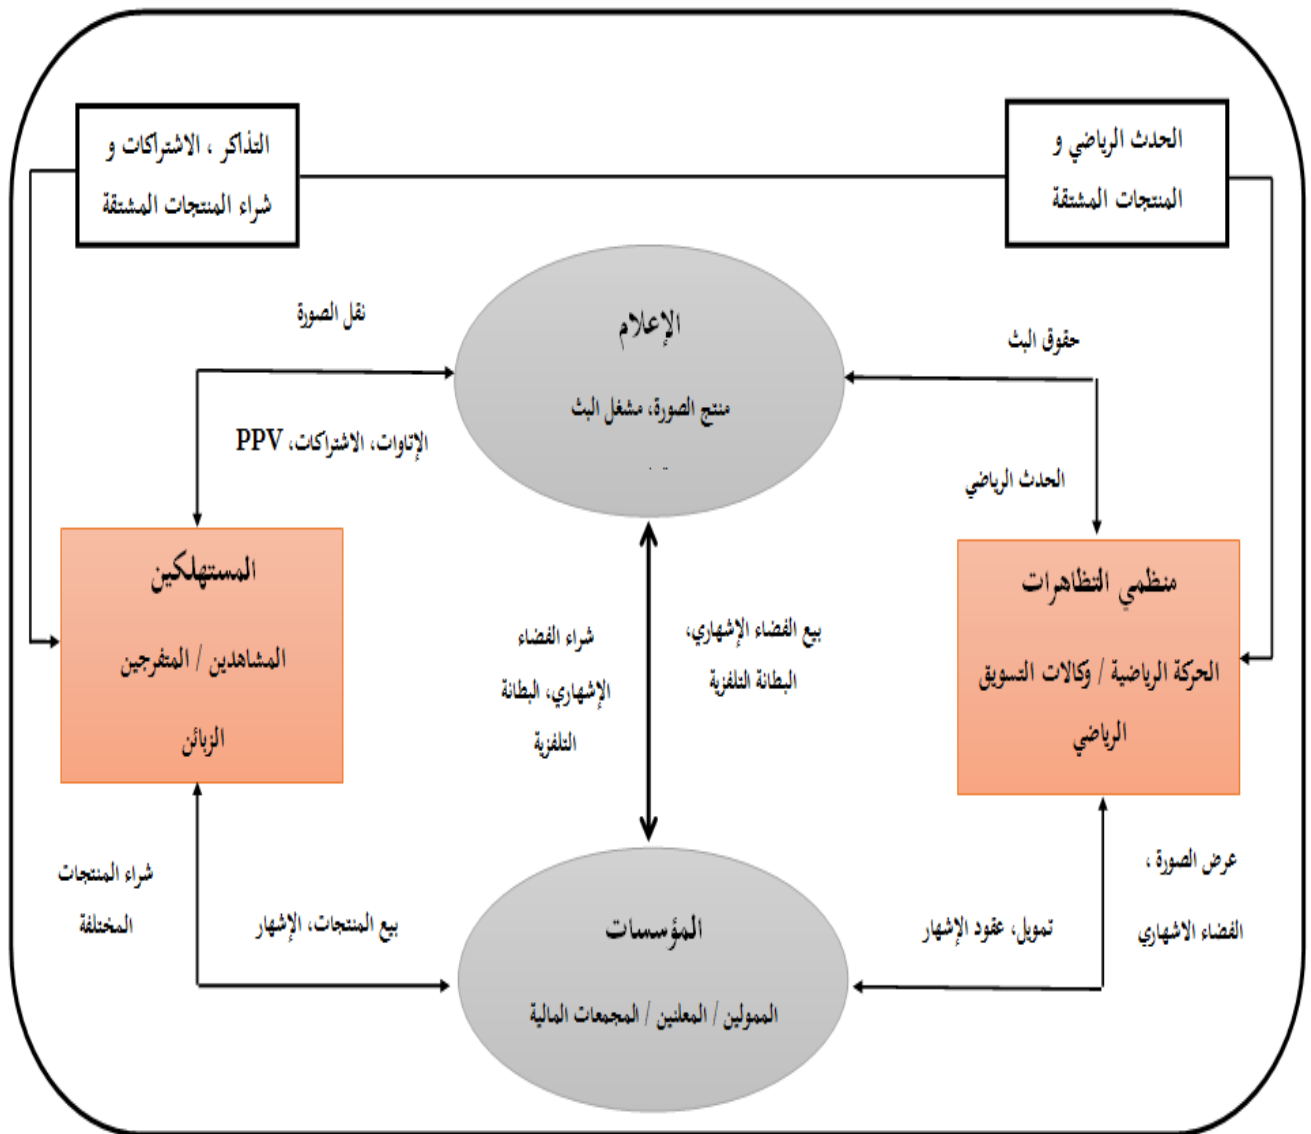 الحدث الرياضي و
المنتجات المشتقة
التذاكر ، الاشتراكات و
شراء المنتجات المشتقة
الإعلام
منتج الصورة، مشغل البث
حقوق البث
الحدث الرياضي
نقل الصورة
الإتاوات، الاشتراكات، PPV
منظمي التظاهرات
الحركة الرياضية / وكالات التسويق
الرياضي
المستهلكين
المشاهدين / المتفرجين
الزبائن
بيع الفضاء الإشهاري،
البطانة التلفزية
شراء الفضاء
الإشهاري، البطانة
التلفزية
عرض الصورة ،
الفضاء الاشهاري
تمويل، عقود الإشهار
المؤسسات
الممولين / المعلنين / المجمعات المالية
بيع المنتجات، الإشهار
شراء المنتجات
المختلفة